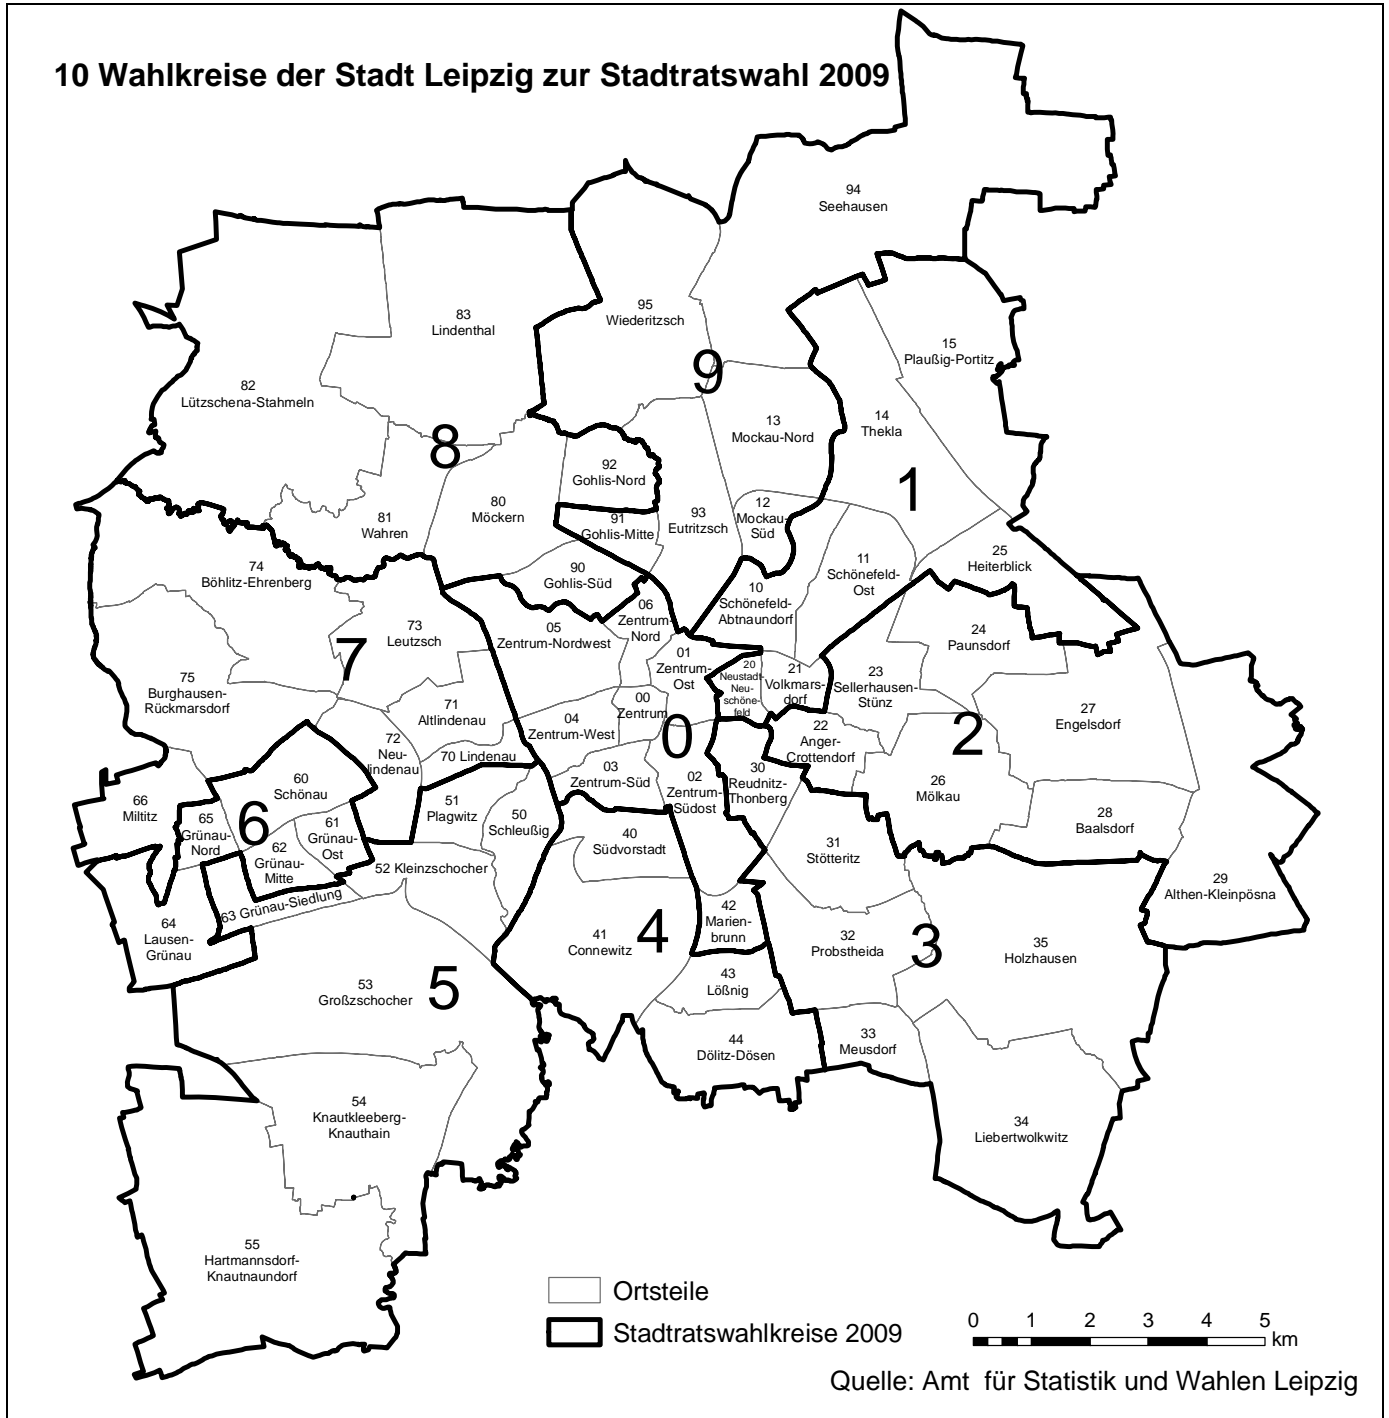 10 Wahlkreise der Stadt Leipzig zur Stadtratswahl 2009
94
Seehausen
95
Wiederitzsch
83
Lindenthal
15
Plaußig-Portitz
9
82
Lützschena-Stahmeln
13
Mockau-Nord
14
Thekla
8
92
Gohlis-Nord
1
80
Möckern
12
Mockau-
Süd
81
Wahren
91
Gohlis-Mitte
93
Eutritzsch
25
Heiterblick
11
Schönefeld-
Ost
74
Böhlitz-Ehrenberg
90
Gohlis-Süd
10
Schönefeld-
Abtnaundorf
06
Zentrum-
Nord
73
Leutzsch
05
Zentrum-Nordwest
24
Paunsdorf
7
01
Zentrum-
Ost
20
Neustadt-
Neu-
schöne-
feld
21
Volkmars-
dorf
23
Sellerhausen-
Stünz
75
Burghausen-
Rückmarsdorf
71
Altlindenau
00
Zentrum
04
Zentrum-West
0
22
Anger-
Crottendorf
2
27
Engelsdorf
72
Neu-
lindenau
70 Lindenau
03
Zentrum-Süd
02
Zentrum-
Südost
30
Reudnitz-
Thonberg
26
Mölkau
60
Schönau
66
Miltitz
65
Grünau-
Nord
6
61
Grünau-
Ost
51
Plagwitz
50
Schleußig
28
Baalsdorf
40
Südvorstadt
31
Stötteritz
62
Grünau-
Mitte
52 Kleinzschocher
29
Althen-Kleinpösna
63 Grünau-Siedlung
64
Lausen-
Grünau
42
Marien-
brunn
41
Connewitz
4
32
Probstheida
3
35
Holzhausen
53
Großzschocher
5
43
Lößnig
44
Dölitz-Dösen
33
Meusdorf
54
Knautkleeberg-
Knauthain
34
Liebertwolkwitz
55
Hartmannsdorf-
Knautnaundorf
Ortsteile
Stadtratswahlkreise 2009
0 1 2 3 4 5
km
Quelle: Amt für Statistik und Wahlen Leipzig